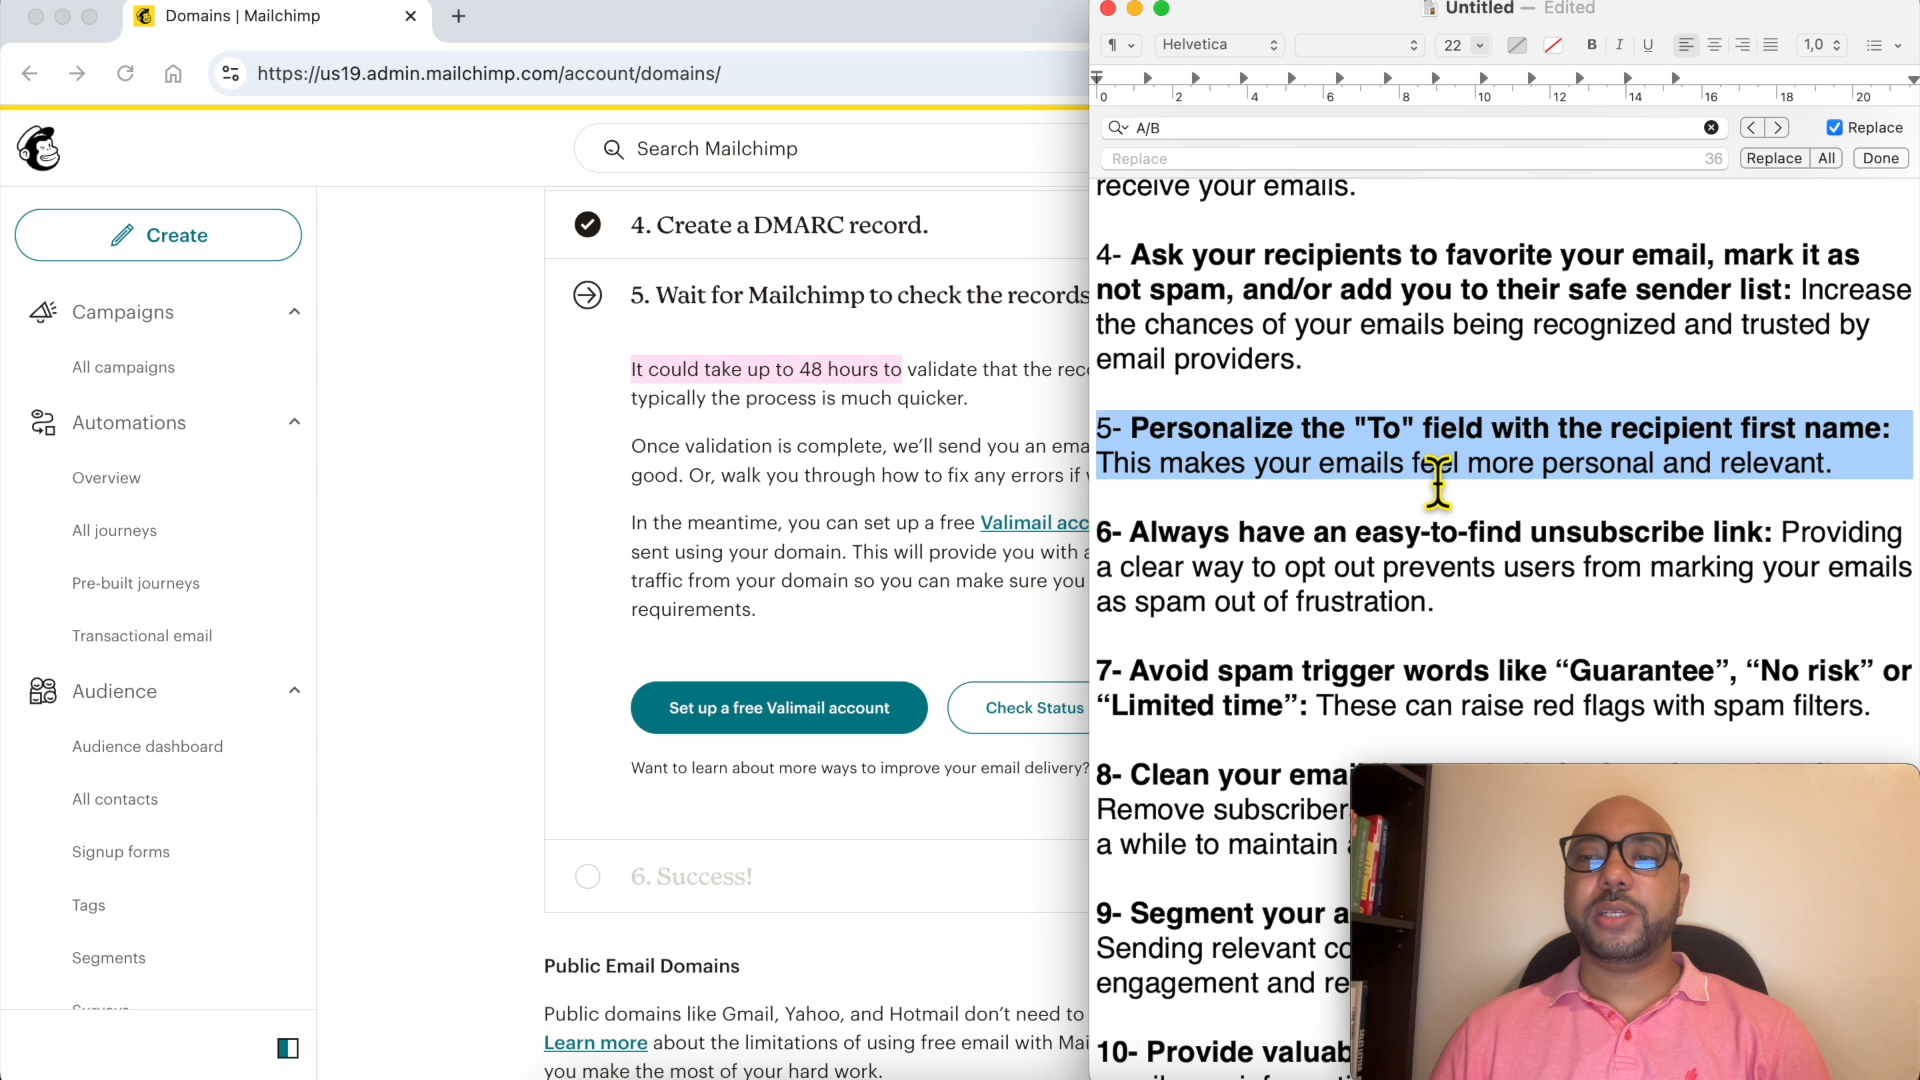 Domains | Mailchimp
https://us19.admin.mailchimp.com/account/domains/
Search Mailchimp
Create
Campaigns
All campaigns
Automations
Overview
All journeys
Pre-built journeys
Transactional email
Audience
Audience dashboard
All contacts
Signup forms
Tags
Segments
4. Create a DMARC record.
5. Wait for Mailchimp to check the records
It could take up to 48 hours to validate that the rec
typically the process is much quicker.
Once validation is complete, we'll send you an ema
good. Or, walk you through how to fix any errors if
In the meantime, you can set up a free Valimail acc
sent using your domain. This will provide you with a
traffic from your domain so you can make sure you
requirements.
Set up a free Valimail account
Check Status
Want to learn about more ways to improve your email delivery?
6. Success!
Public Email Domains
Public domains like Gmail, Yahoo, and Hotmail don't need to
Learn more about the limitations of using free email with Mai
you make the most of your hard work.
Untitled — Edited
Helvetica
22
B I U
1,0
0 2 4 6 8 10 12 14 16 18 20
A/B
Replace
Replace
36
Replace
All
Done
receive your emails.
4- Ask your recipients to favorite your email, mark it as
not spam, and/or add you to their safe sender list: Increase
the chances of your emails being recognized and trusted by
email providers.
5- Personalize the "To" field with the recipient first name:
This makes your emails feel more personal and relevant.
6- Always have an easy-to-find unsubscribe link: Providing
a clear way to opt out prevents users from marking your emails
as spam out of frustration.
7- Avoid spam trigger words like “Guarantee”, “No risk” or
“Limited time”: These can raise red flags with spam filters.
8- Clean your emai
Remove subscriber
a while to maintain
9- Segment your a
Sending relevant co
engagement and re
10- Provide valuab